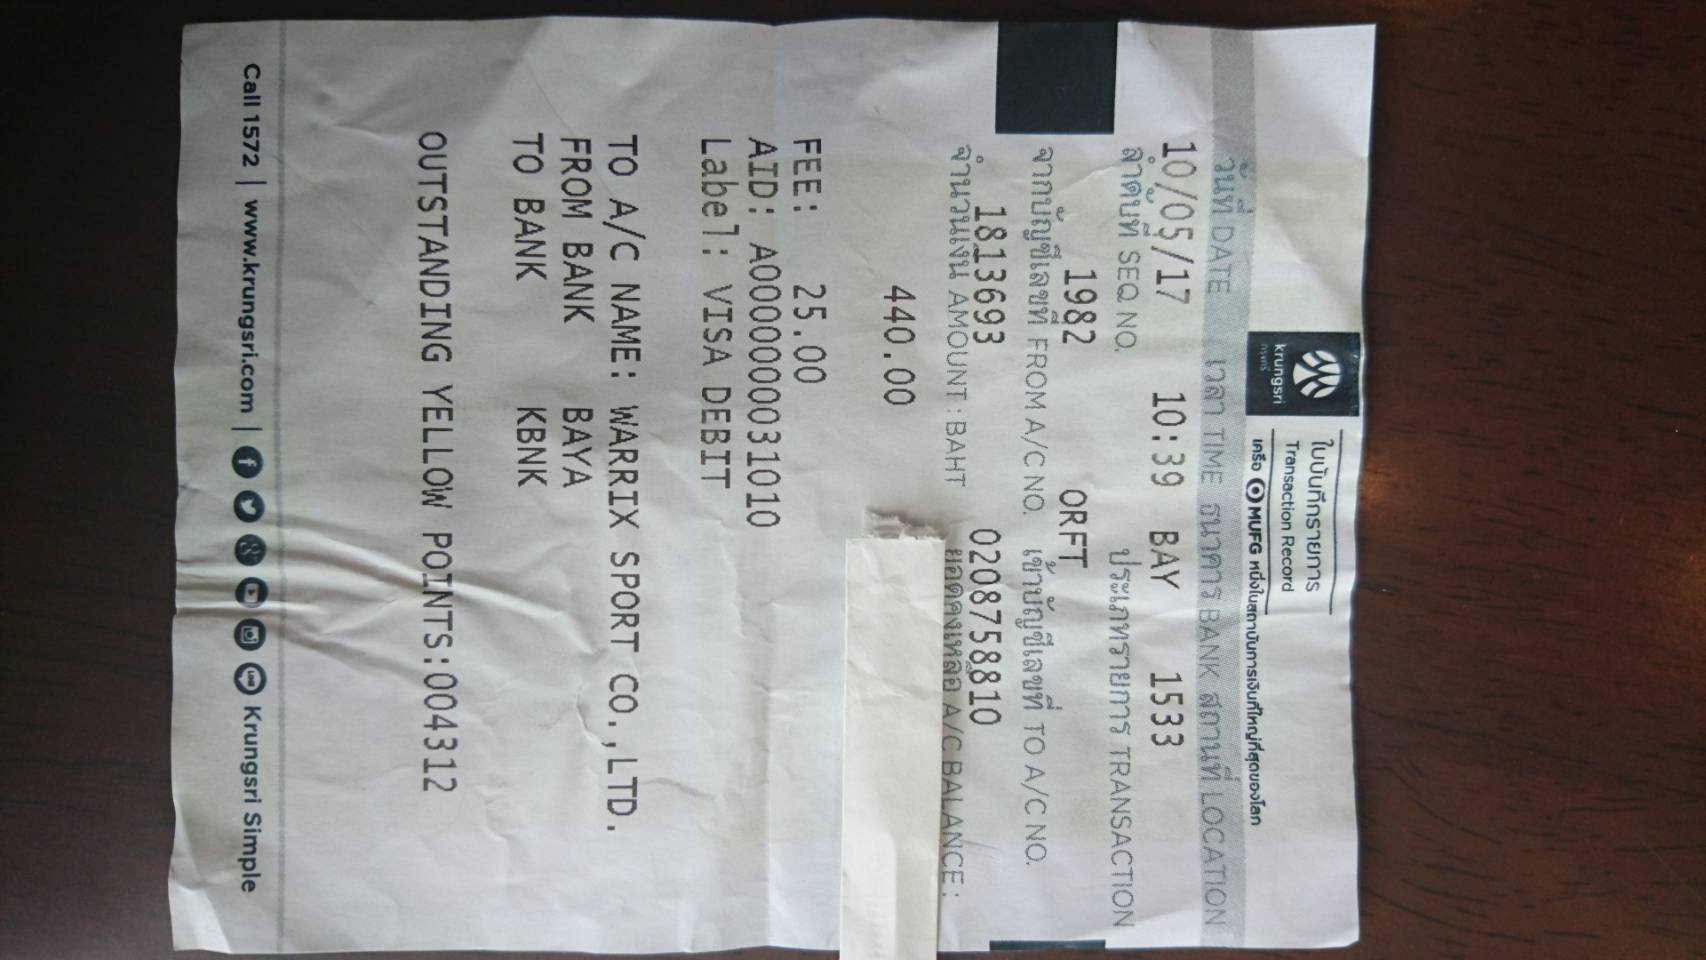 krungsri
กรุงศรี
ใบบันทึกรายการ
Transaction Record
เครือ MUFG หนึ่งในสถาบันการเงินที่ใหญ่ที่สุดของโลก
วันที่ DATE เวลา TIME ธนาคาร BANK สถานที่ LOCATION
10/05/17 10:39 BAY 1533
ลำดับที่ SEQ NO. ประเภทรายการ TRANSACTION
1982 ORFT
จากบัญชีเลขที่ FROM A/C NO. เข้าบัญชีเลขที่ TO A/C NO.
1813693 0208758810
จำนวนเงิน AMOUNT : BAHT ยอดคงเหลือ A/C BALANCE :
440.00
FEE: 25.00
AID: A0000000031010
Label: VISA DEBIT
TO A/C NAME: WARRIX SPORT CO.,LTD.
FROM BANK BAYA
TO BANK KBNK
OUTSTANDING YELLOW POINTS:004312
Call 1572 | www.krungsri.com | Krungsri Simple